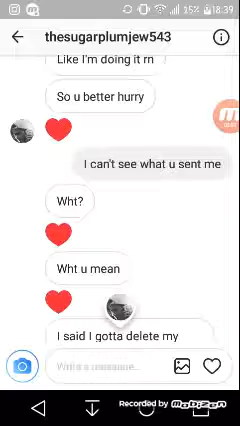 25% 18:39
thesugarplumjew543
Like I'm doing it rn
So u better hurry
I can't see what u sent me
Wht?
Wht u mean
I said I gotta delete my
Write a message...
Recorded by Mobizen